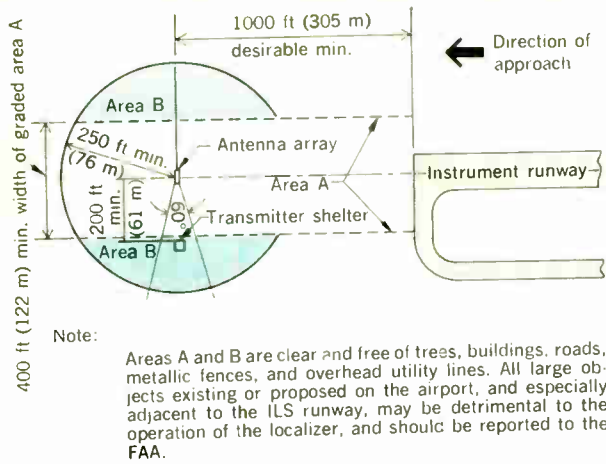 1000 ft (305 m)
desirable min.
Direction of
approach
400 ft (122 m) min. width of graded area A
Area B
250 ft min.
(76 m)
Antenna array
Area A
Instrument runway
200 ft
min.
(61 m)
60°
Transmitter shelter
Area B
Note:
Areas A and B are clear and free of trees, buildings, roads,
metallic fences, and overhead utility lines. All large ob-
jects existing or proposed on the airport, and especially
adjacent to the ILS runway, may be detrimental to the
operation of the localizer, and should be reported to the
FAA.